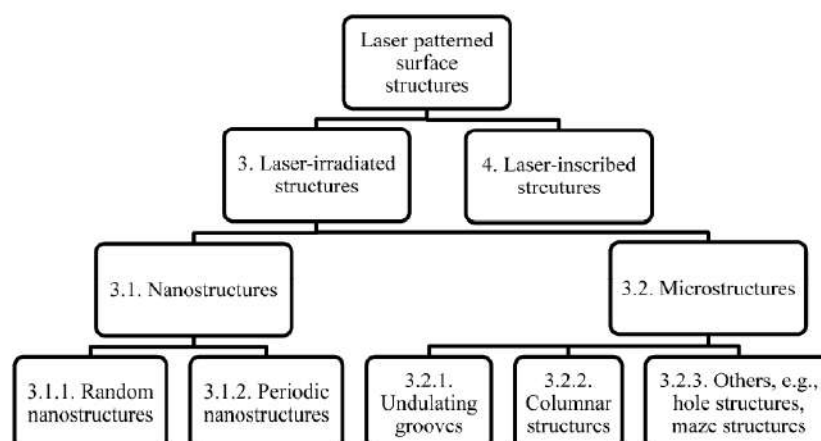 Laser patterned
surface
structures
3. Laser-irradiated
structures
4. Laser-inscribed
strcutures
3.1. Nanostructures
3.2. Microstructures
3.1.1. Random
nanostructures
3.1.2. Periodic
nanostructures
3.2.1.
Undulating
grooves
3.2.2.
Columnar
structures
3.2.3. Others, e.g.,
hole structures,
maze structures